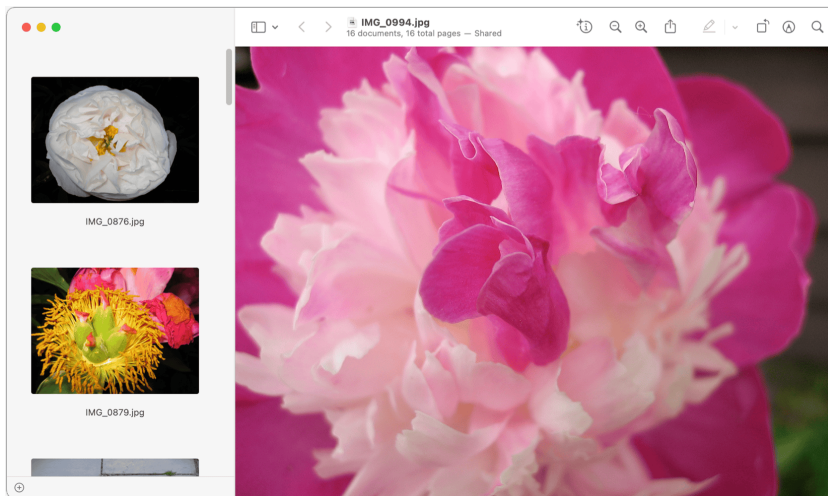 IMG_0994.jpg
16 documents, 16 total pages — Shared
IMG_0876.jpg
IMG_0879.jpg